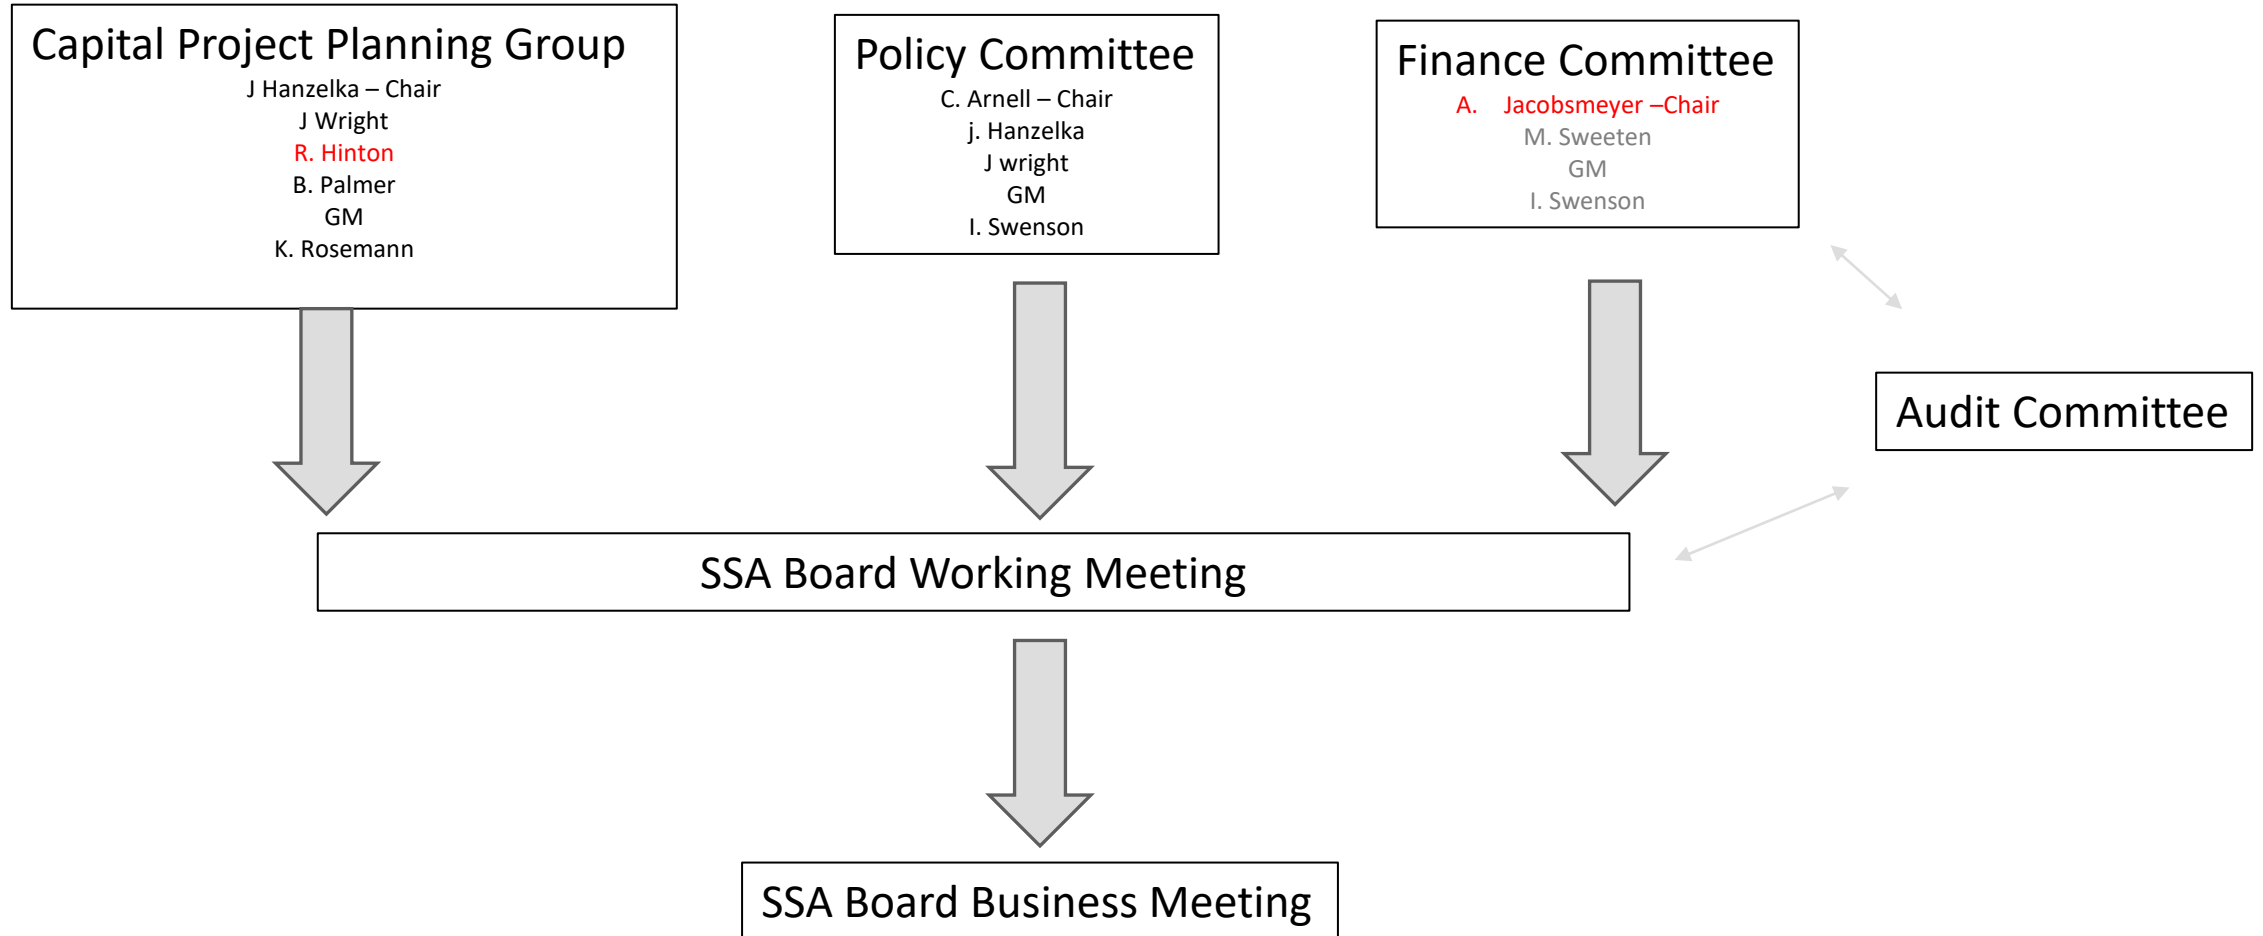 Capital Project Planning Group
J Hanzelka – Chair
J Wright
R. Hinton
B. Palmer
GM
K. Rosemann
Policy Committee
C. Arnell – Chair
j. Hanzelka
J wright
GM
I. Swenson
Finance Committee
A. Jacobsmeyer –Chair
M. Sweeten
GM
I. Swenson
Audit Committee
SSA Board Working Meeting
SSA Board Business Meeting